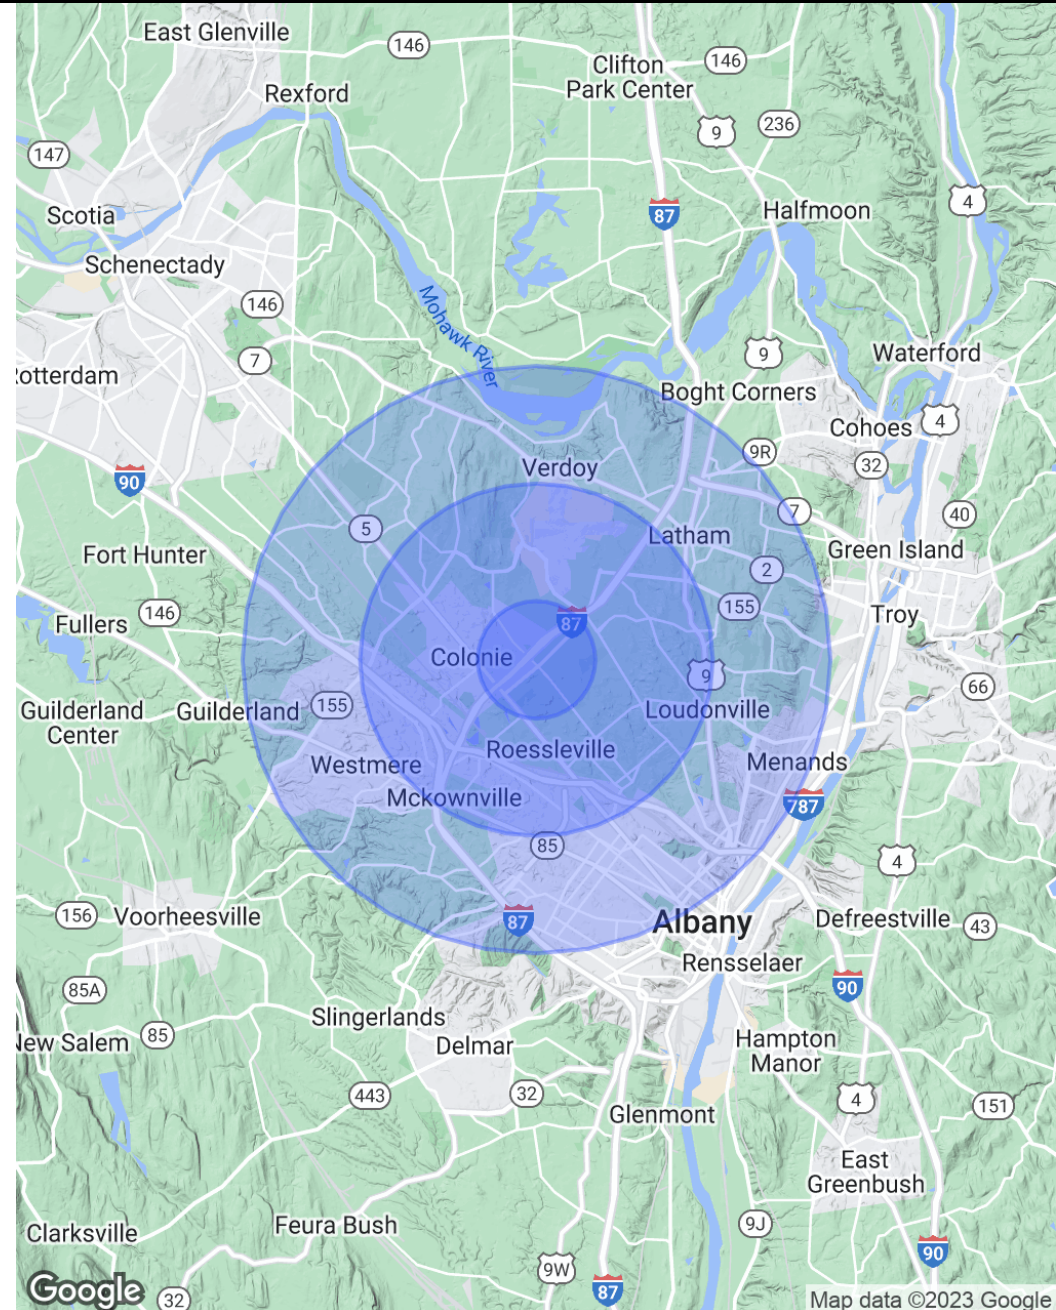 East Glenville
146
Clifton
Park Center
146
Rexford
9
236
147
87
4
Scotia
Halfmoon
Schenectady
146
Mohawk River
7
9
Waterford
otterdam
Boght Corners
4
Cohoes
9R
Verdoy
32
90
7
40
5
Latham
Green Island
Fort Hunter
2
155
146
Troy
Fullers
87
Colonie
9
66
Guilderland
Center
Guilderland
155
Loudonville
Roessleville
Westmere
Menands
Mckownville
787
85
4
156
Voorheesville
87
Albany
Defreestville
43
Rensselaer
90
85A
Slingerlands
85
New Salem
Delmar
Hampton
Manor
443
32
4
151
Glenmont
East
Greenbush
Clarksville
Feura Bush
9J
90
9W
87
Google
32
Map data ©2023 Google